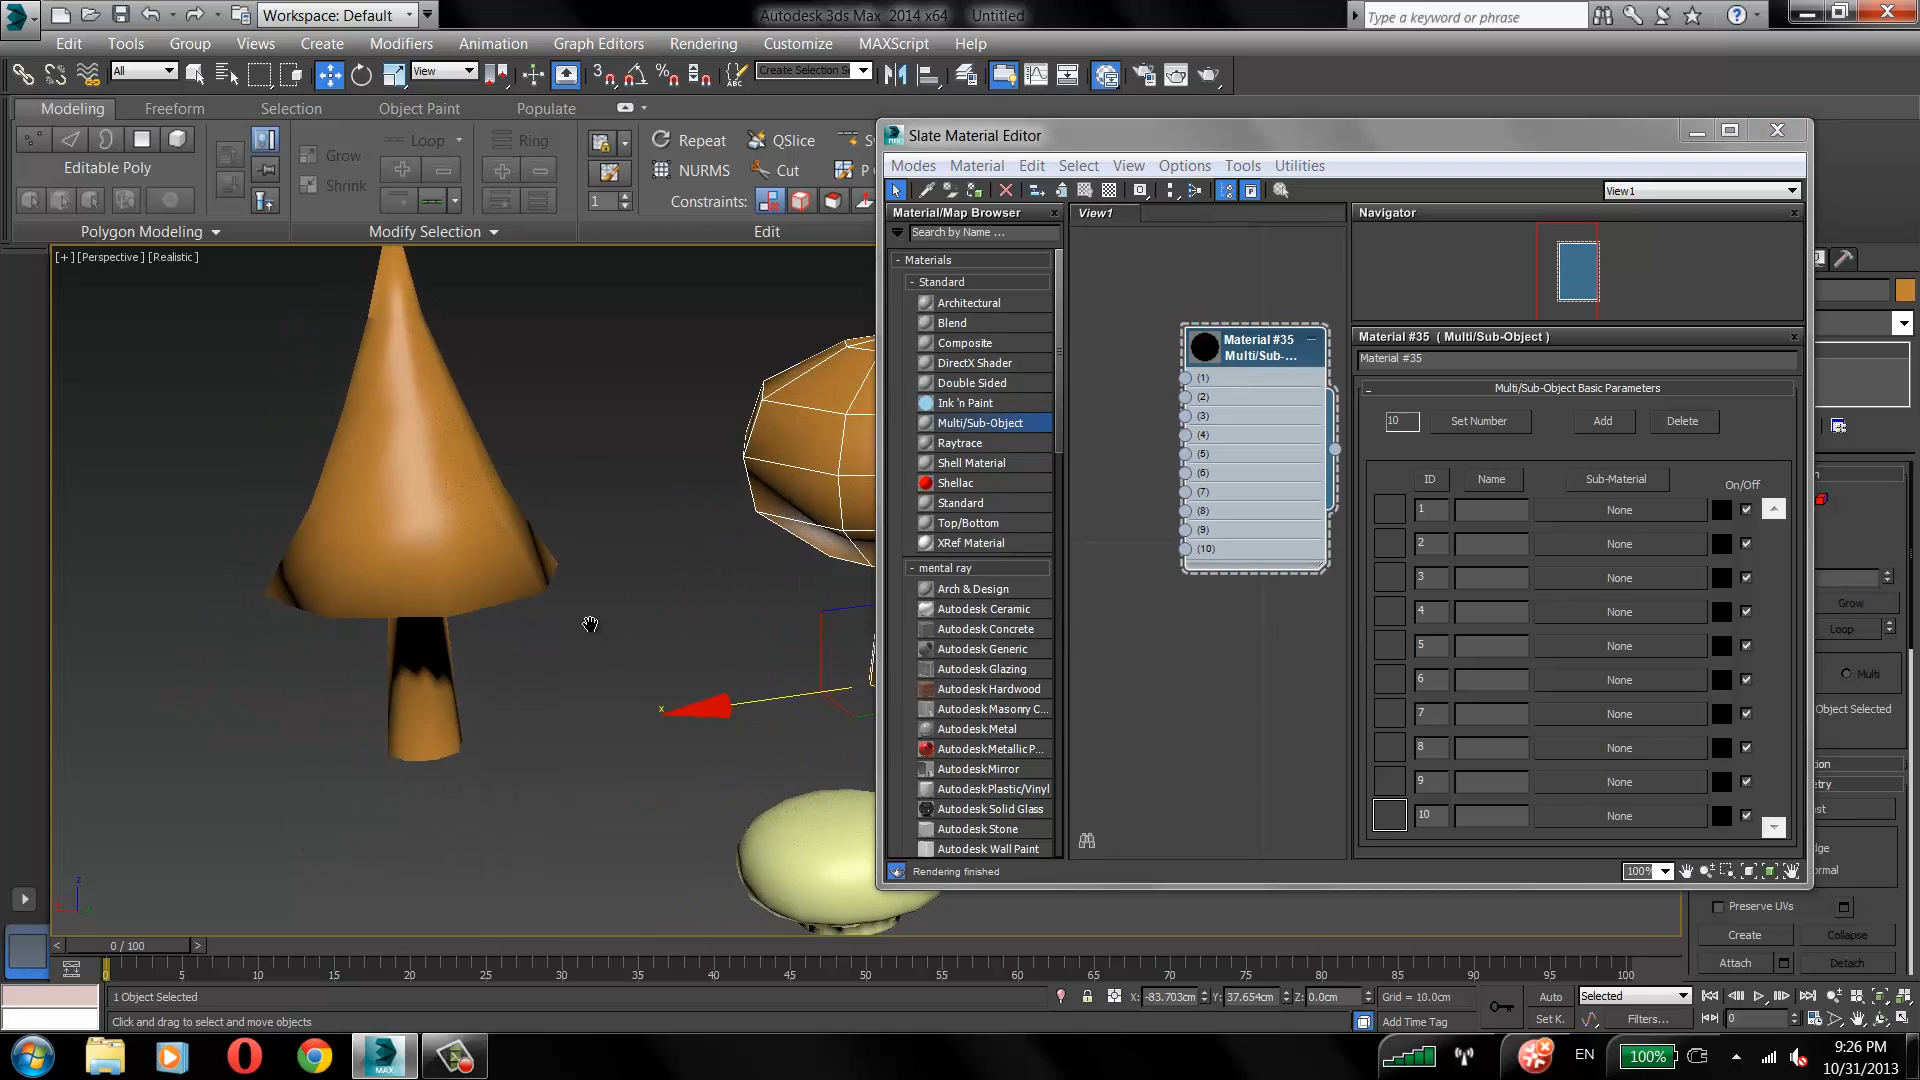 Workspace: Default
Autodesk 3ds Max 2014 x64 Untitled
Type a keyword or phrase
Edit Tools Group Views Create Modifiers Animation Graph Editors Rendering Customize MAXScript Help
All
View
Create Selection S
Modeling Freeform Selection Object Paint Populate
Editable Poly
Loop
Ring
Grow
Shrink
Repeat
QSlice
NURMS
Cut
P
1
Constraints:
Polygon Modeling
Modify Selection
Edit
[+] [Perspective] [Realistic]
x
z
Slate Material Editor
Modes Material Edit Select View Options Tools Utilities
View1
Material/Map Browser
Search by Name ...
- Materials
- Standard
Architectural
Blend
Composite
DirectX Shader
Double Sided
Ink 'n Paint
Multi/Sub-Object
Raytrace
Shell Material
Shellac
Standard
Top/Bottom
XRef Material
- mental ray
Arch & Design
Autodesk Ceramic
Autodesk Concrete
Autodesk Generic
Autodesk Glazing
Autodesk Hardwood
Autodesk Masonry C...
Autodesk Metal
Autodesk Metallic P...
Autodesk Mirror
Autodesk Plastic/Vinyl
Autodesk Solid Glass
Autodesk Stone
Autodesk Wall Paint
View1
Material #35
Multi/Sub-...
(1)
(2)
(3)
(4)
(5)
(6)
(7)
(8)
(9)
(10)
Navigator
Material #35 ( Multi/Sub-Object )
Material #35
Multi/Sub-Object Basic Parameters
10 Set Number Add Delete
ID Name Sub-Material On/Off
1 None
2 None
3 None
4 None
5 None
6 None
7 None
8 None
9 None
10 None
Rendering finished
100%
Grow
Loop
Multi
Object Selected
Preserve UVs
Create Collapse
Attach Detach
0 / 100
0 5 10 15 20 25 30 35 40 45 50 55 60 65 70 75 80 85 90 95 100
1 Object Selected
X: -83.703cm Y: 37.654cm Z: 0.0cm Grid = 10.0cm
Auto Selected
Click and drag to select and move objects
Add Time Tag
Set K. Filters... 0
MAX
EN 100%
9:26 PM
10/31/2013